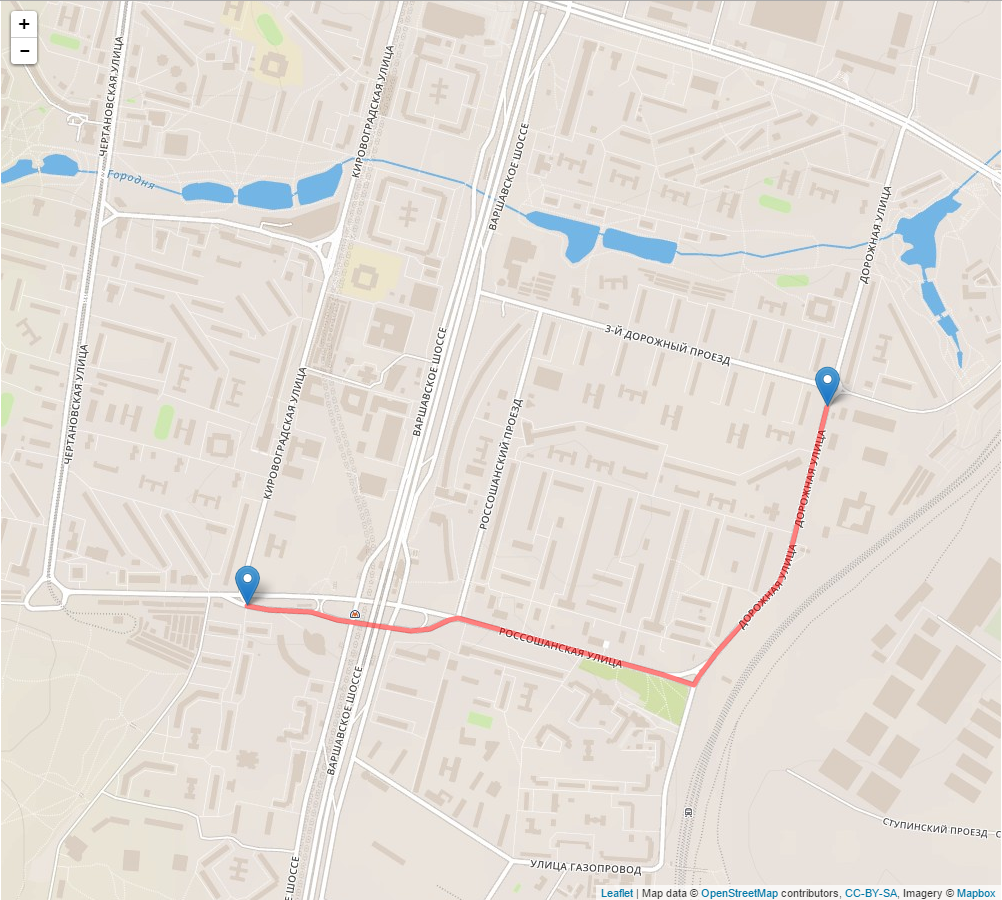 +
−
ЧЕРТАНОВСКАЯ УЛИЦА
КИРОВОГРАДСКАЯ УЛИЦА
ВАРШАВСКОЕ ШОССЕ
Городня
ДОРОЖНАЯ УЛИЦА
3-Й ДОРОЖНЫЙ ПРОЕЗД
ВАРШАВСКОЕ ШОССЕ
ЧЕРТАНОВСКАЯ УЛИЦА
КИРОВОГРАДСКАЯ УЛИЦА
РОССОШАНСКИЙ ПРОЕЗД
ДОРОЖНАЯ УЛИЦА
ДОРОЖНАЯ УЛИЦА
РОССОШАНСКАЯ УЛИЦА
ВАРШАВСКОЕ ШОССЕ
СТУПИНСКИЙ ПРОЕЗД
С
УЛИЦА ГАЗОПРОВОД
ОЕ ШОССЕ
Leaflet | Map data © OpenStreetMap contributors, CC-BY-SA, Imagery © Mapbox